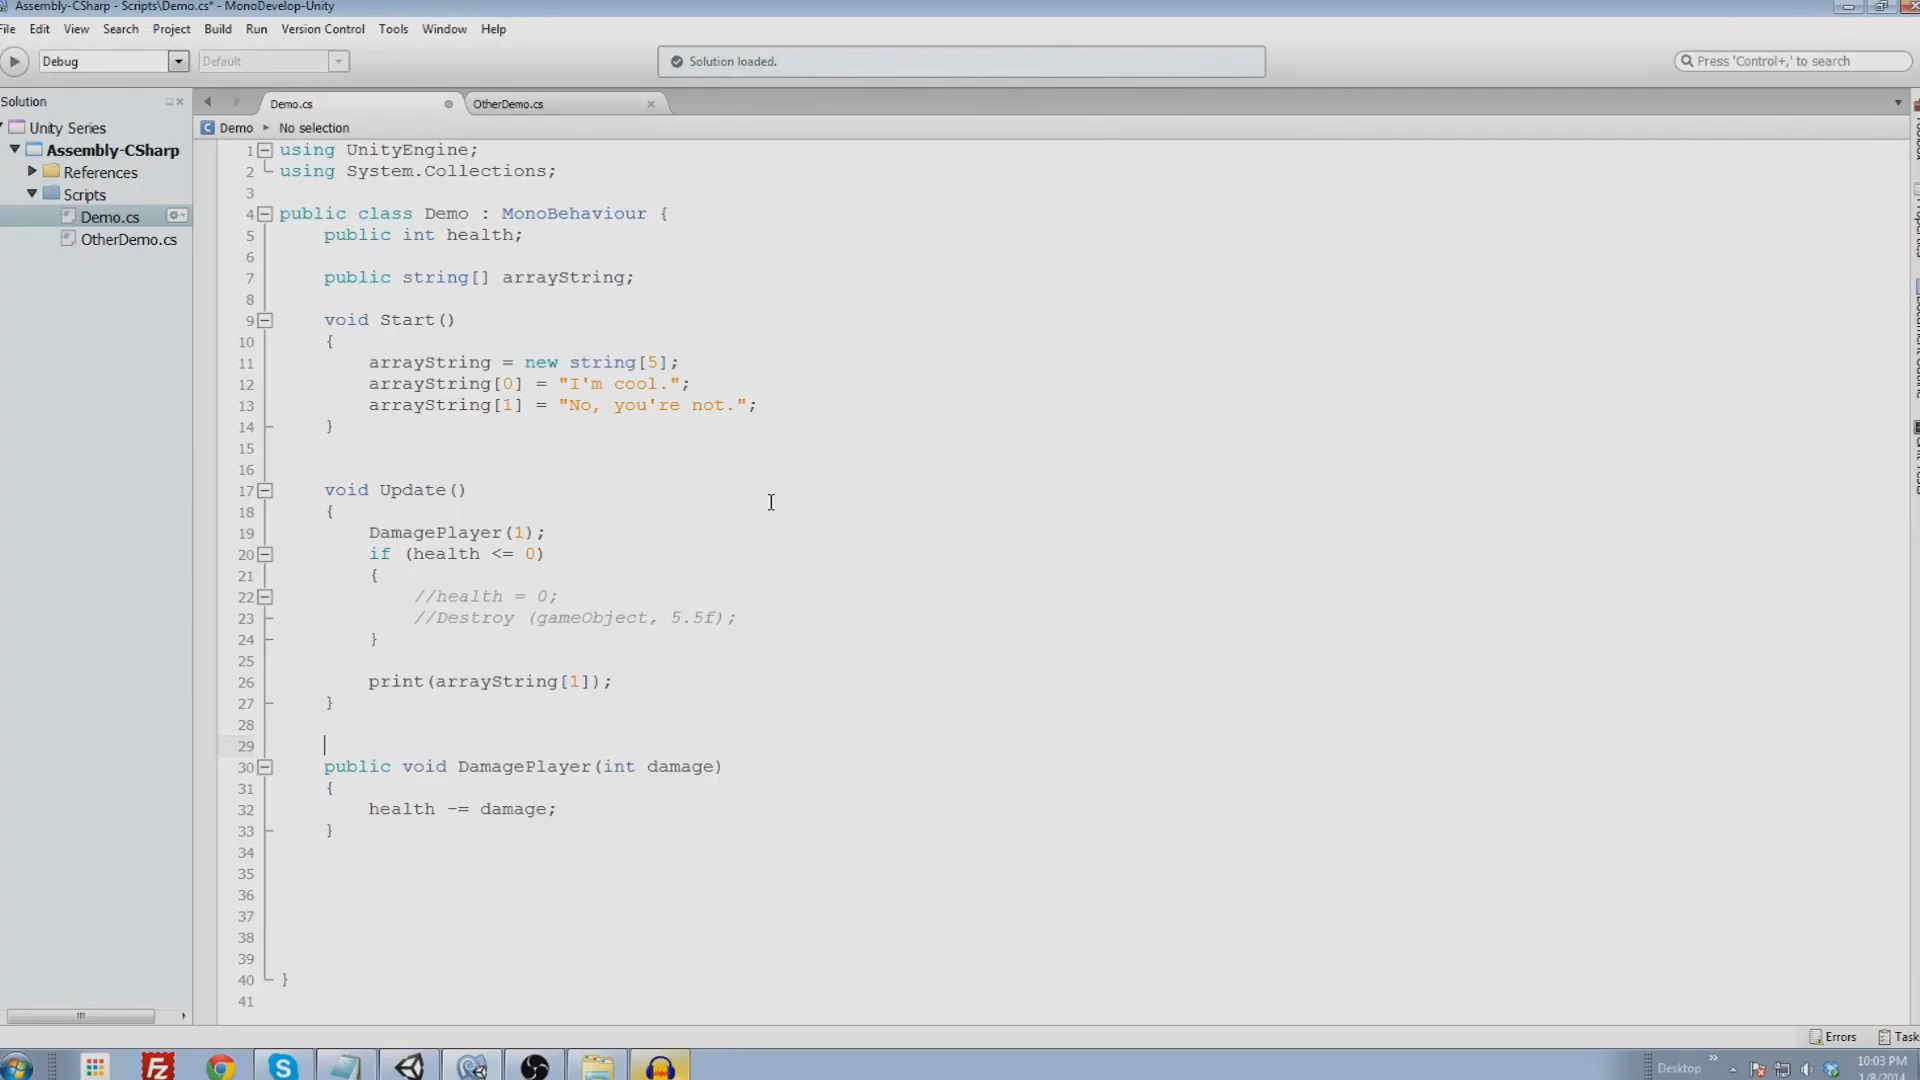 Assembly-CSharp - Scripts\Demo.cs* - MonoDevelop-Unity
File Edit View Search Project Build Run Version Control Tools Window Help
Debug Default Solution loaded. Press 'Control+,' to search
Solution
Unity Series
Assembly-CSharp
References
Scripts
Demo.cs
OtherDemo.cs
Demo.cs OtherDemo.cs
Demo No selection
1 using UnityEngine;
2 using System.Collections;
3
4 public class Demo : MonoBehaviour {
5 public int health;
6
7 public string[] arrayString;
8
9 void Start()
10 {
11 arrayString = new string[5];
12 arrayString[0] = "I'm cool.";
13 arrayString[1] = "No, you're not.";
14 }
15
16
17 void Update()
18 {
19 DamagePlayer(1);
20 if (health <= 0)
21 {
22 //health = 0;
23 //Destroy (gameObject, 5.5f);
24 }
25
26 print(arrayString[1]);
27 }
28
29
30 public void DamagePlayer(int damage)
31 {
32 health -= damage;
33 }
34
35
36
37
38
39
40 }
41
Errors Task
Desktop
10:03 PM
1/8/2014